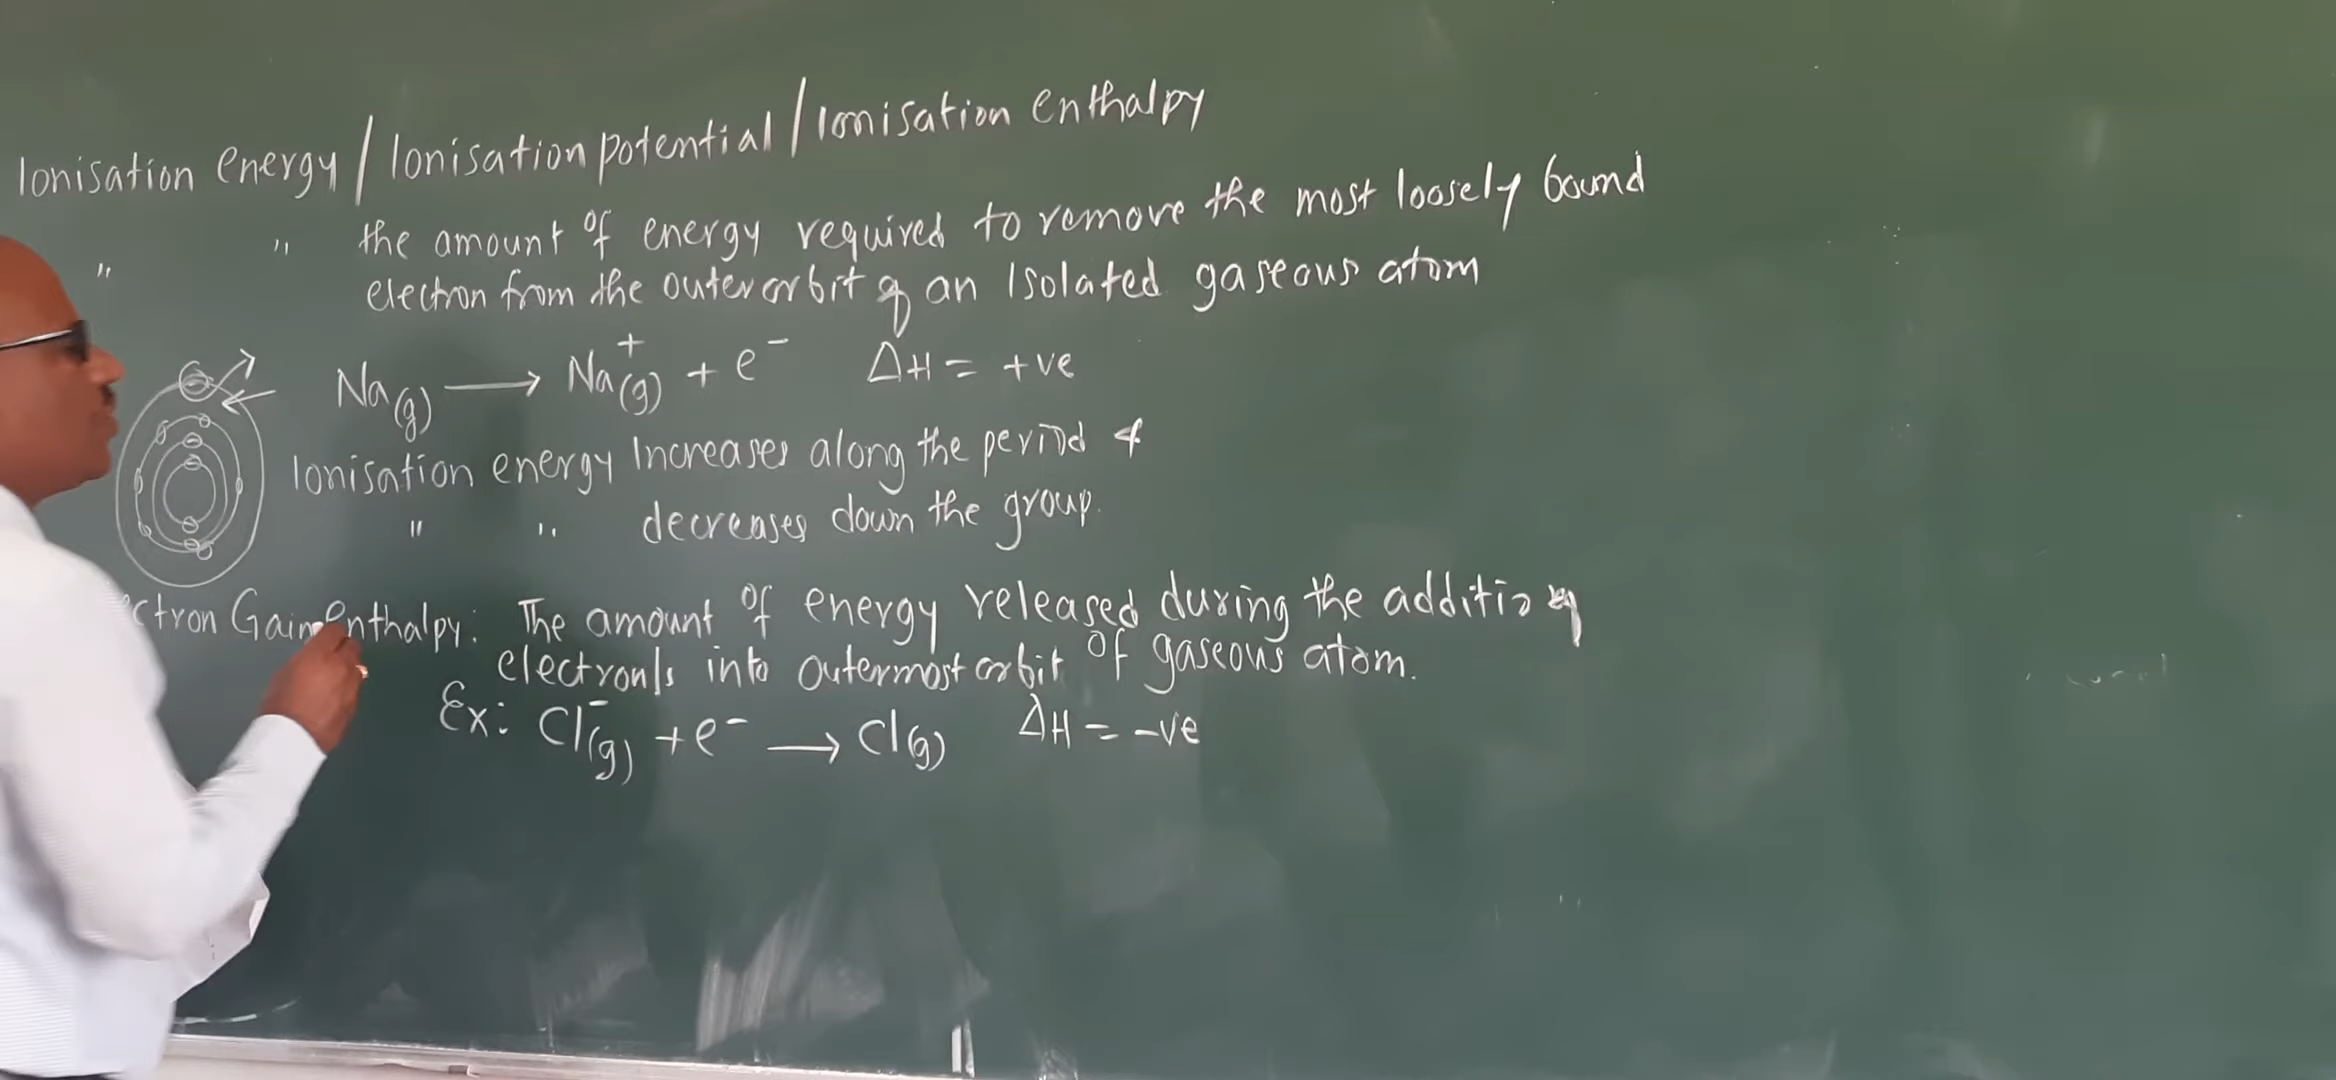 Ionisation energy / Ionisation potential / Ionisation enthalpy
" " the amount of energy required to remove the most loosely bound
electron from the outer orbit of an Isolated gaseous atom
Na(g) ⟶ Na⁺(g) + e⁻ ΔH = +ve
Ionisation energy Increases along the period &
" " decreases down the group.
ctron Gain enthalpy: The amount of energy released during the addition of
electron/s into outermost orbit of gaseous atom.
Ex: Cl⁻(g) + e⁻ ⟶ Cl(g) ΔH = -ve